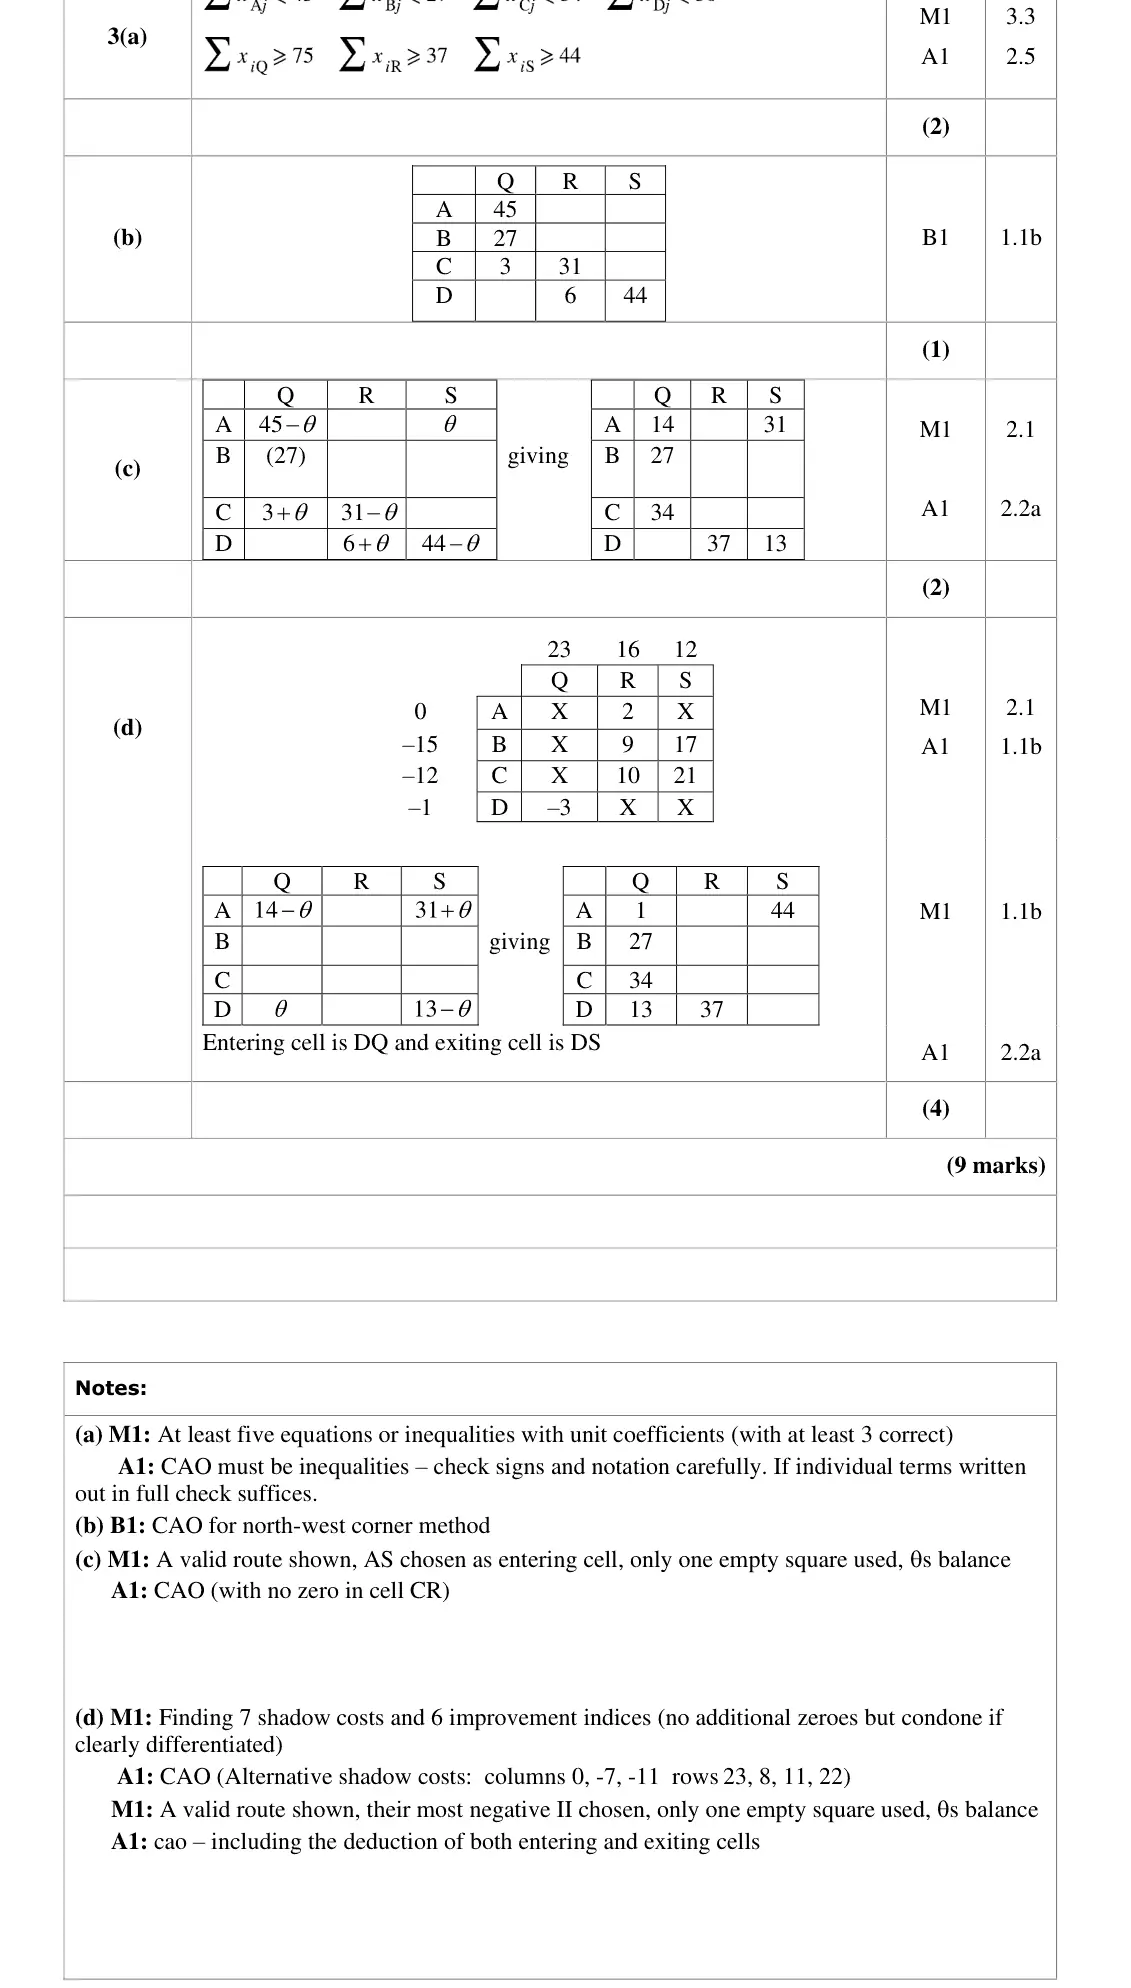 3(a)
∑ x Aj ∑ x Bj ∑ x Cj ∑ x Dj
M1 3.3
∑ x iQ ⩾ 75 ∑ x iR ⩾ 37 ∑ x iS ⩾ 44
A1 2.5
(2)
(b)
Q R S
A 45
B 27
C 3 31
D 6 44
B1 1.1b
(1)
(c)
Q R S
A 45−θ θ
B (27)
C 3+θ 31−θ
D 6+θ 44−θ
giving
Q R S
A 14 31
B 27
C 34
D 37 13
M1 2.1
A1 2.2a
(2)
(d)
23 16 12
Q R S
0 A X 2 X
–15 B X 9 17
–12 C X 10 21
–1 D –3 X X
M1 2.1
A1 1.1b
Q R S
A 14−θ 31+θ
B
C
D θ 13−θ
giving
Q R S
A 1 44
B 27
C 34
D 13 37
M1 1.1b
Entering cell is DQ and exiting cell is DS
A1 2.2a
(4)
(9 marks)
Notes:
(a) M1: At least five equations or inequalities with unit coefficients (with at least 3 correct)
A1: CAO must be inequalities – check signs and notation carefully. If individual terms written
out in full check suffices.
(b) B1: CAO for north-west corner method
(c) M1: A valid route shown, AS chosen as entering cell, only one empty square used, θs balance
A1: CAO (with no zero in cell CR)
(d) M1: Finding 7 shadow costs and 6 improvement indices (no additional zeroes but condone if
clearly differentiated)
A1: CAO (Alternative shadow costs: columns 0, -7, -11 rows 23, 8, 11, 22)
M1: A valid route shown, their most negative II chosen, only one empty square used, θs balance
A1: cao – including the deduction of both entering and exiting cells